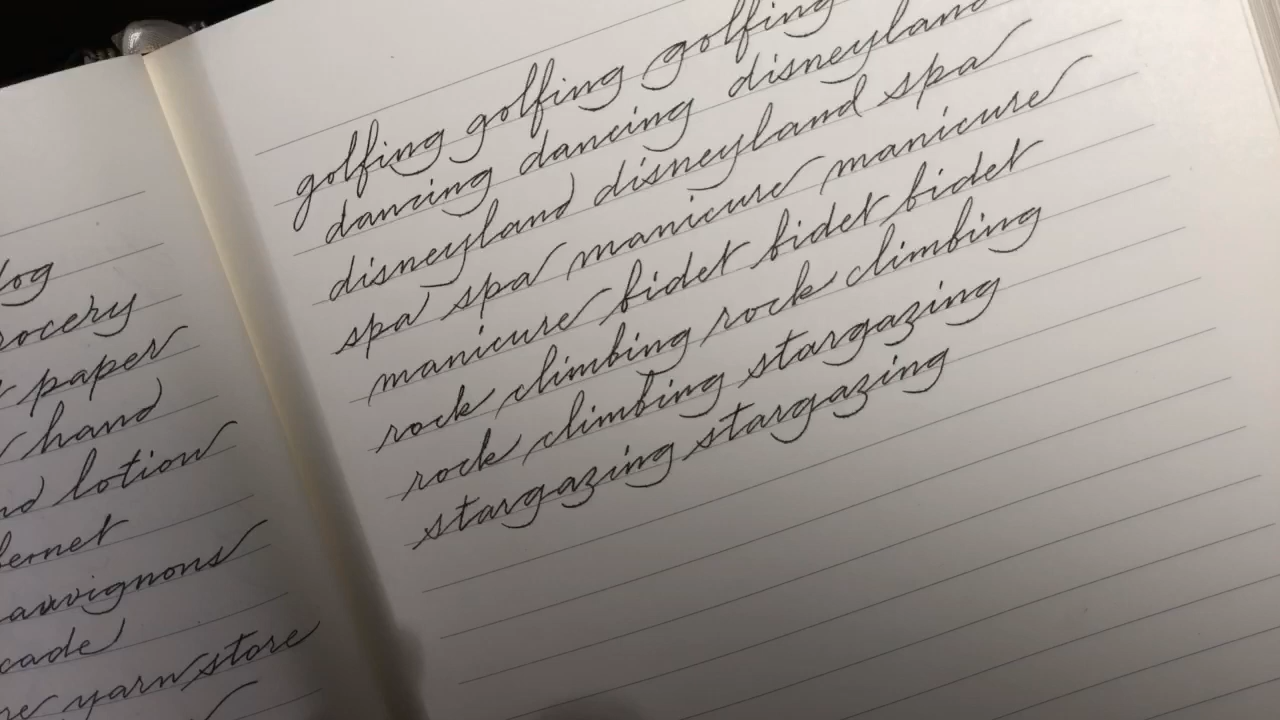 log
paper
hand
lotion
yarn store
golfing golfing golfing
dancing dancing disneyland
disneyland disneyland spa
spa spa manicure manicure
manicure bidet bidet bidet
rock climbing rock climbing
rock climbing stargazing
stargazing stargazing